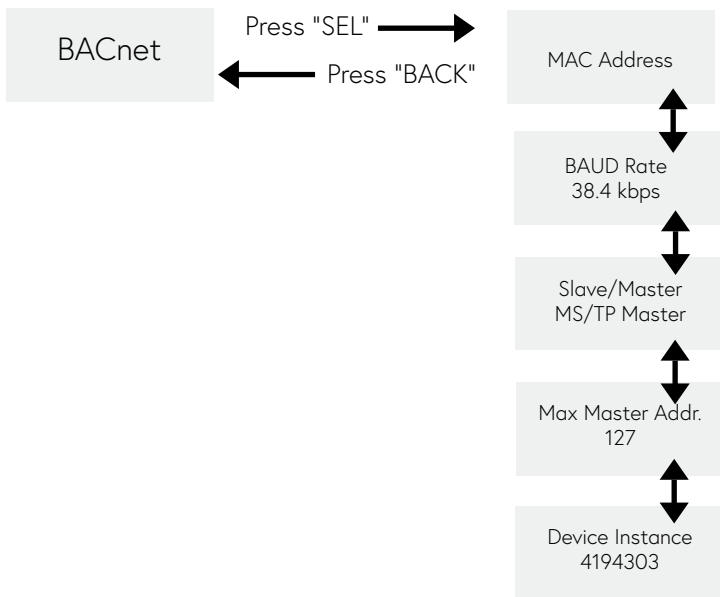 BACnet
Press "SEL"
Press "BACK"
MAC Address
BAUD Rate
38.4 kbps
Slave/Master
MS/TP Master
Max Master Addr.
127
Device Instance
4194303